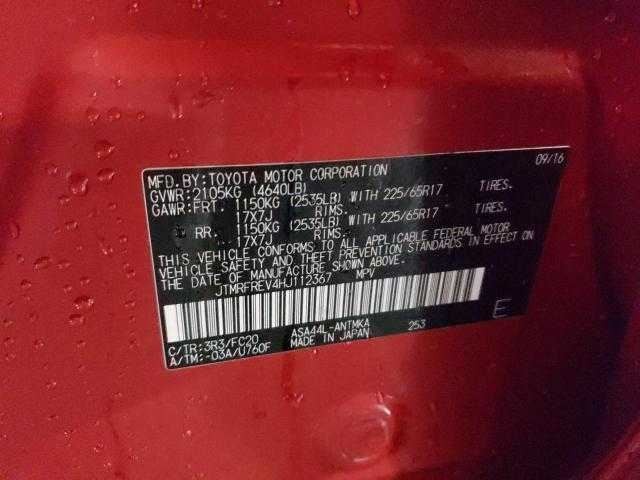 MFD.BY:TOYOTA MOTOR CORPORATION 09/16
GVWR:2105KG (4640LB)
GAWR:FRT. 1150KG (2535LB) WITH 225/65R17 TIRES.
17X7J RIMS.
RR. 1150KG (2535LB) WITH 225/65R17 TIRES.
17X7J RIMS.
THIS VEHICLE CONFORMS TO ALL APPLICABLE FEDERAL MOTOR
VEHICLE SAFETY AND THEFT PREVENTION STANDARDS IN EFFECT ON
THE DATE OF MANUFACTURE SHOWN ABOVE.
JTMRFREV4HJ112367 MPV
C/TR:3R3/FC20 ASA44L-ANTMKA 253 E
A/TM:-03A/U760F MADE IN JAPAN